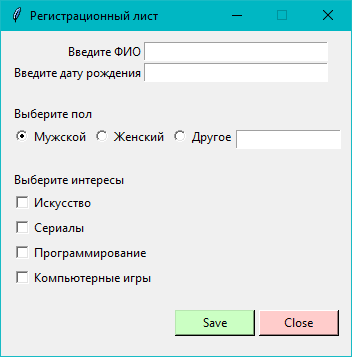 Регистрационный лист
Введите ФИО
Введите дату рождения
Выберите пол
Мужской Женский Другое
Выберите интересы
Искусство
Сериалы
Программирование
Компьютерные игры
Save Close